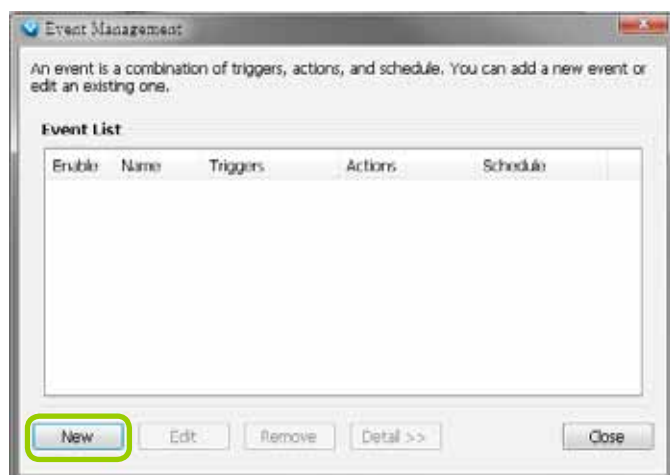 Event Management
An event is a combination of triggers, actions, and schedule. You can add a new event or
edit an existing one.
Event List
Enable Name Triggers Actions Schedule
New Edit Remove Detail >> Close